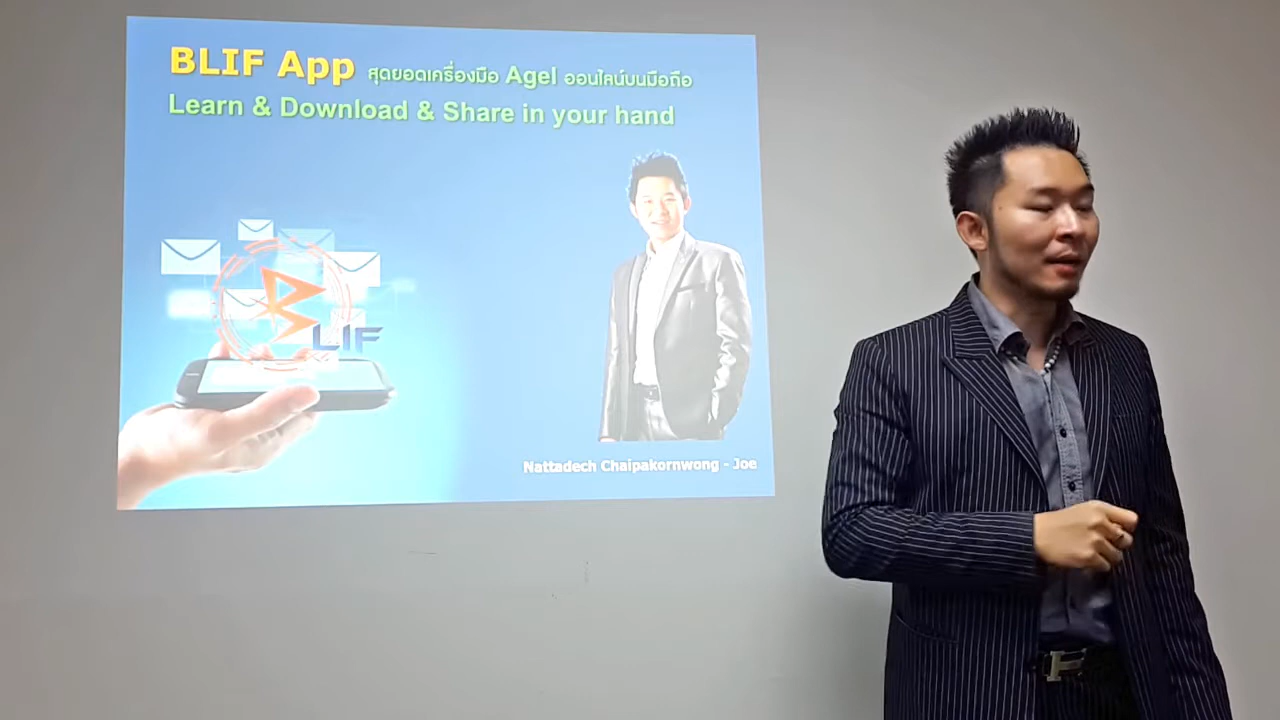 BLIF App สุดยอดเครื่องมือ Agel ออนไลน์บนมือถือ
Learn & Download & Share in your hand
BLIF
Nattadech Chaipakornwong - Joe